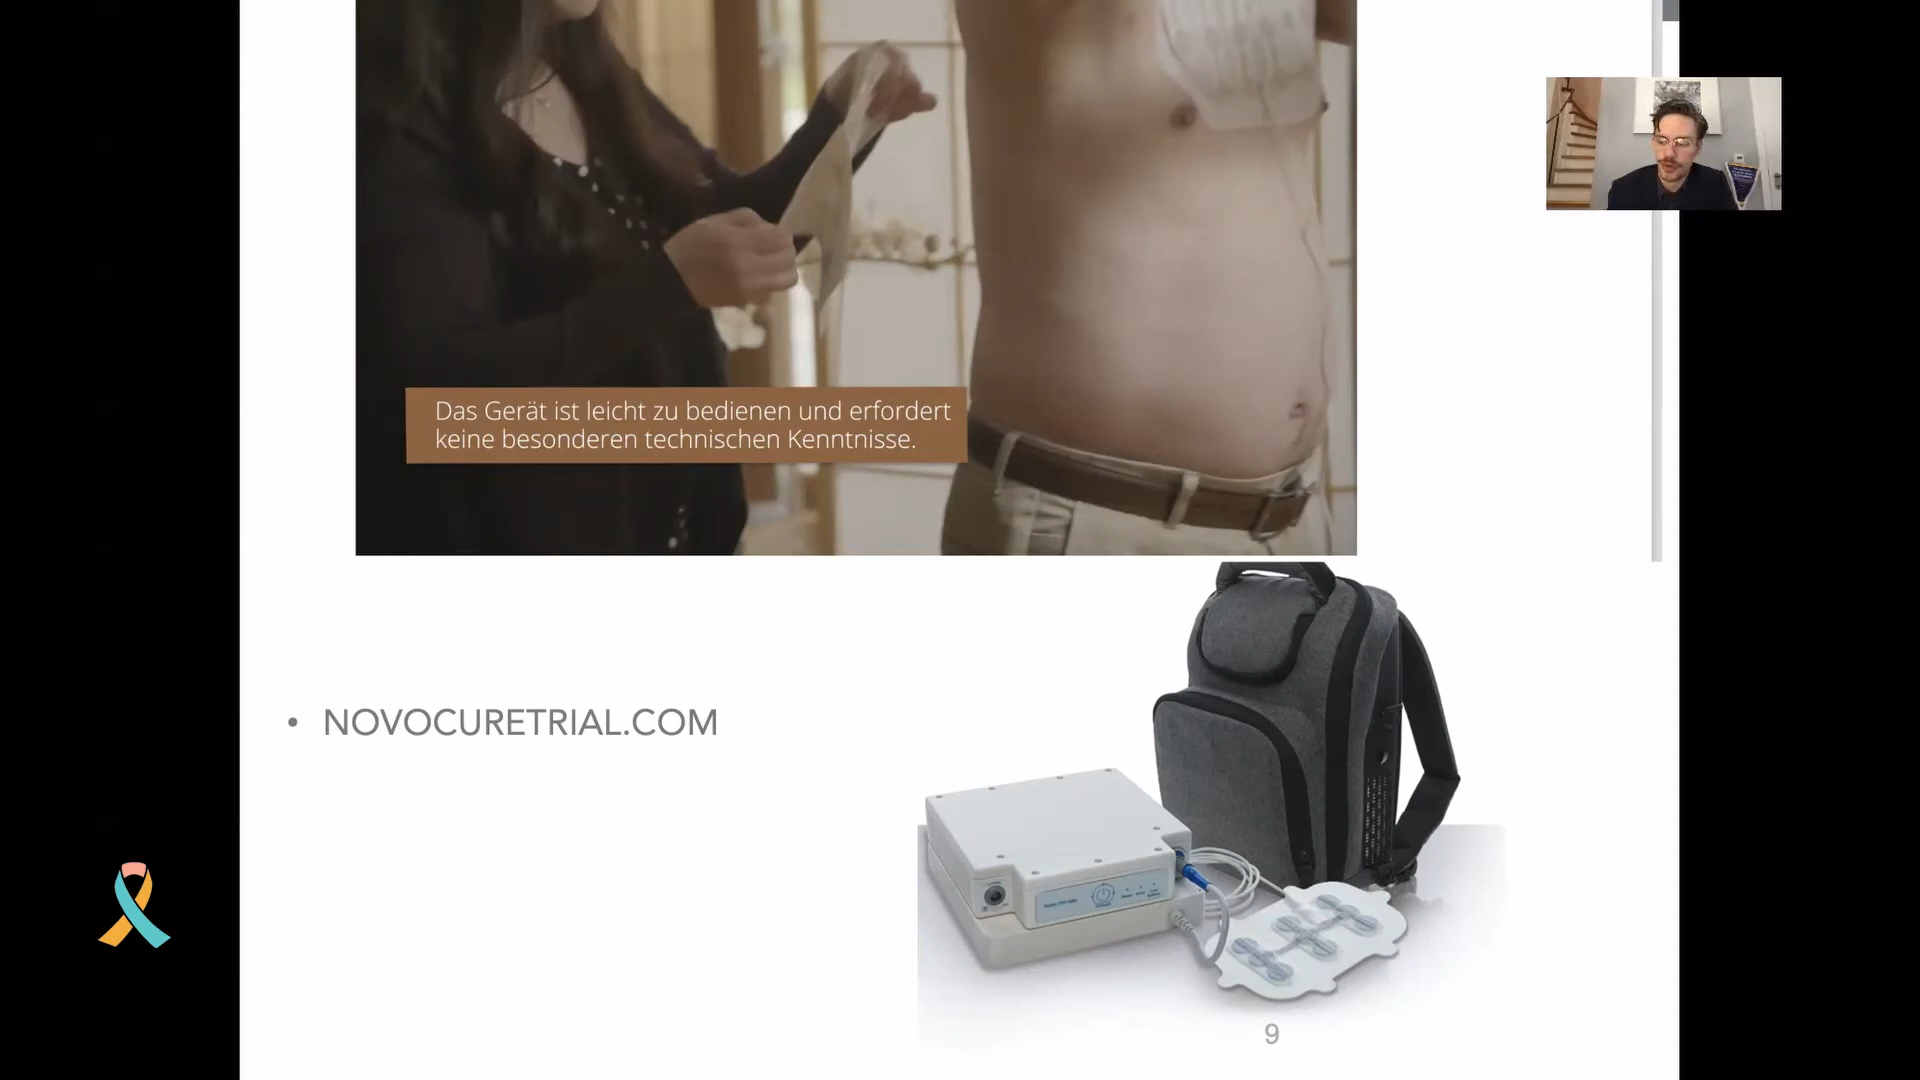 Das Gerät ist leicht zu bedienen und erfordert
keine besonderen technischen Kenntnisse.
• NOVOCURETRIAL.COM
9